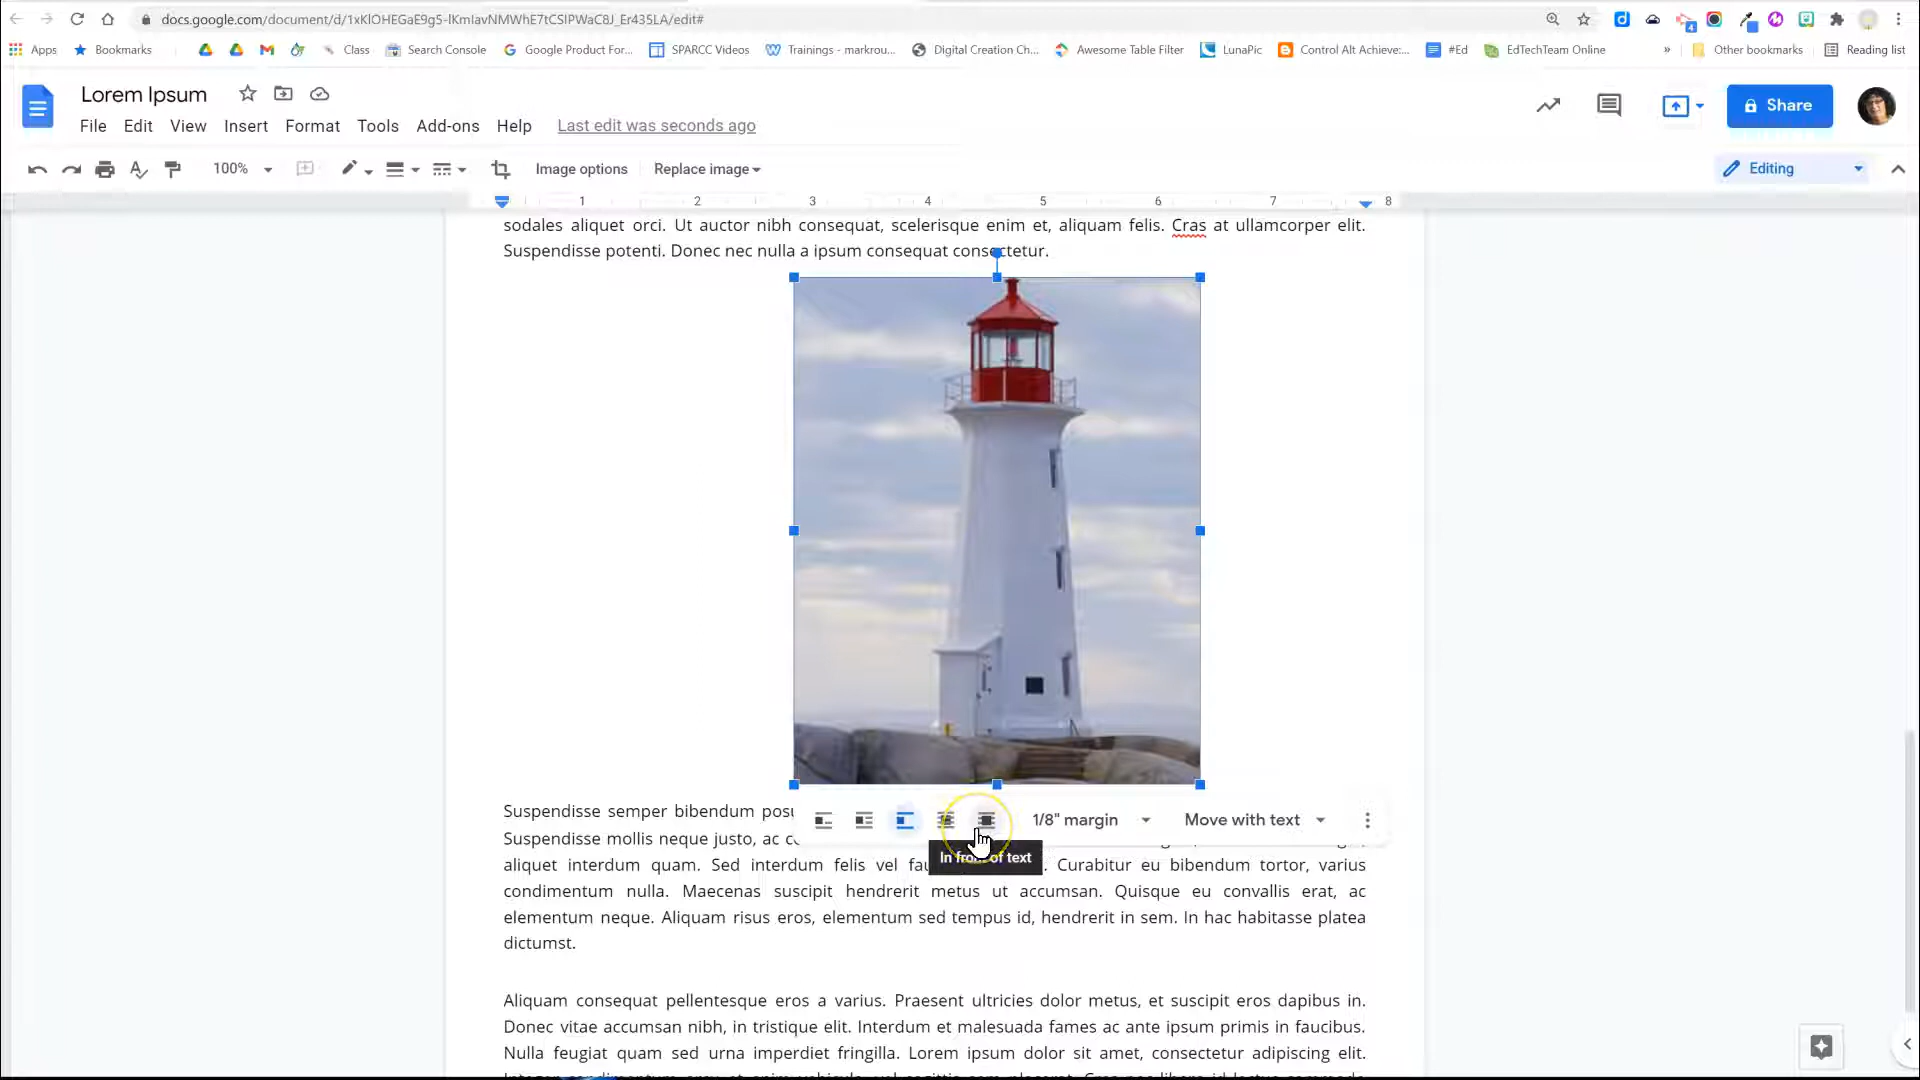 docs.google.com/document/d/1xKlOHEGaE9g5-lKmIavNMWhE7tCSlPWaC8J_Er435LA/edit#
Apps Bookmarks Class Search Console Google Product For... SPARCC Videos Trainings - markrou... Digital Creation Ch... Awesome Table Filter LunaPic Control Alt Achieve:... #Ed EdTechTeam Online » Other bookmarks Reading list
Lorem Ipsum
Share
File Edit View Insert Format Tools Add-ons Help Last edit was seconds ago
100% Image options Replace image Editing
1 2 3 4 5 6 7 8
sodales aliquet orci. Ut auctor nibh consequat, scelerisque enim et, aliquam felis. Cras at ullamcorper elit.
Suspendisse potenti. Donec nec nulla a ipsum consequat consectetur.
Suspendisse semper bibendum
1/8" margin Move with text
Suspendisse mollis neque justo, ac
In front of text
aliquet interdum quam. Sed interdum felis vel . Curabitur eu bibendum tortor, varius
condimentum nulla. Maecenas suscipit hendrerit metus ut accumsan. Quisque eu convallis erat, ac
elementum neque. Aliquam risus eros, elementum sed tempus id, hendrerit in sem. In hac habitasse platea
dictumst.
Aliquam consequat pellentesque eros a varius. Praesent ultricies dolor metus, et suscipit eros dapibus in.
Donec vitae accumsan nibh, in tristique elit. Interdum et malesuada fames ac ante ipsum primis in faucibus.
Nulla feugiat quam sed urna imperdiet fringilla. Lorem ipsum dolor sit amet, consectetur adipiscing elit.